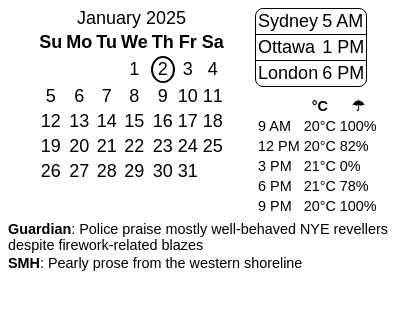 January 2025
Su Mo Tu We Th Fr Sa
1 2 3 4
5 6 7 8 9 10 11
12 13 14 15 16 17 18
19 20 21 22 23 24 25
26 27 28 29 30 31
Sydney 5 AM
Ottawa 1 PM
London 6 PM
°C ☂
9 AM 20°C 100%
12 PM 20°C 82%
3 PM 21°C 0%
6 PM 21°C 78%
9 PM 20°C 100%
Guardian: Police praise mostly well-behaved NYE revellers
despite firework-related blazes
SMH: Pearly prose from the western shoreline